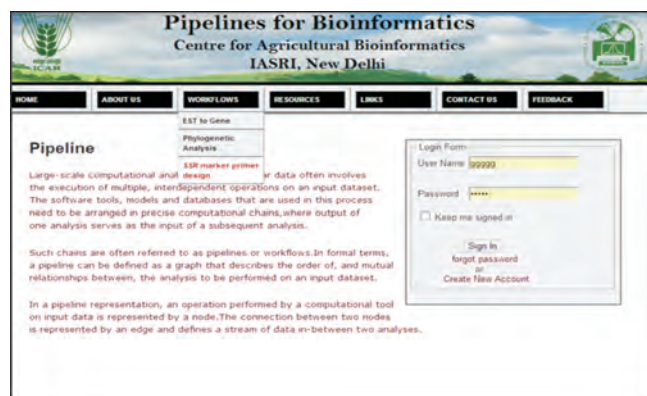 Pipelines for Bioinformatics
Centre for Agricultural Bioinformatics
IASRI, New Delhi
ICAR
HOME
ABOUT US
WORKFLOWS
RESOURCES
LINKS
CONTACT US
FEEDBACK
EST to Gene
Phylogenetic
Analysis
SSR marker primer
design
Pipeline
Large-scale computational anal r data often involves
the execution of multiple, interdependent operations on an input dataset.
The software tools, models and databases that are used in this process
need to be arranged in precise computational chains,where output of
one analysis serves as the input of a subsequent analysis.
Such chains are often referred to as pipelines or workflows.In formal terms,
a pipeline can be defined as a graph that describes the order of, and mutual
relationships between, the analysis to be performed on an input dataset.
In a pipeline representation, an operation performed by a computational tool
on input data is represented by a node.The connection between two nodes
is represented by an edge and defines a stream of data in-between two analyses.
Login Form
User Name
Password •••••
Keep me signed in
Sign In
forgot password
or
Create New Account